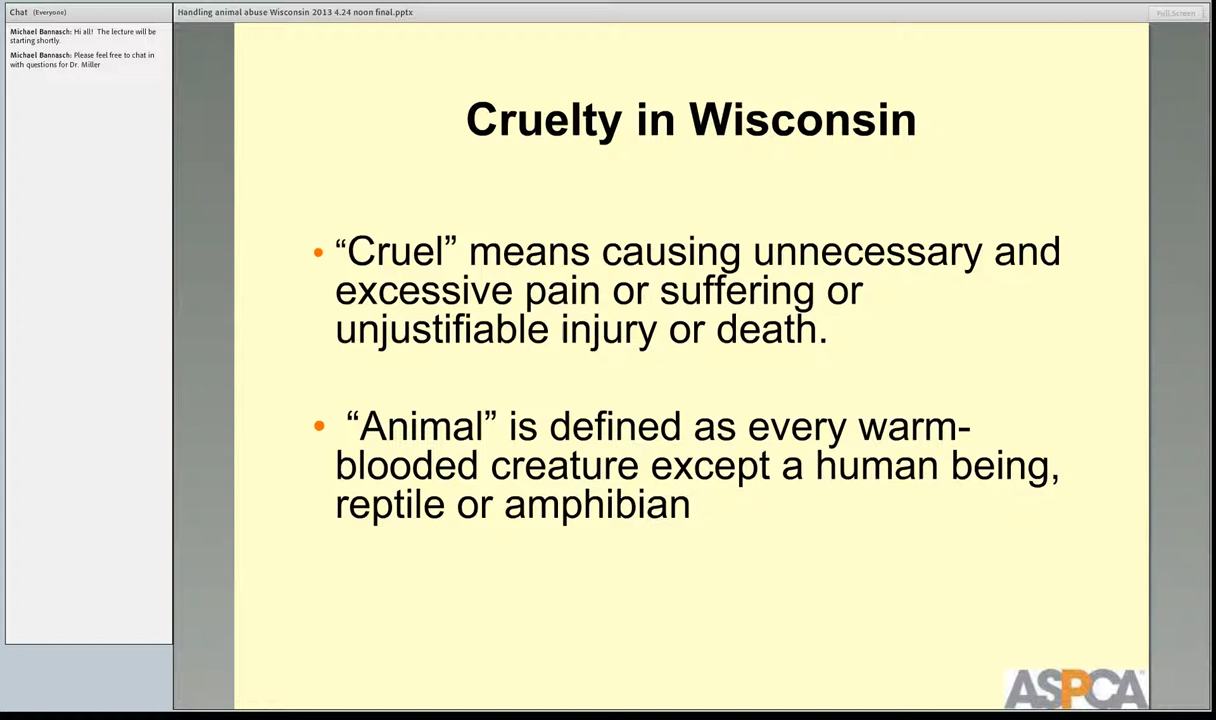 Chat (Everyone)
Michael Bannasch: Hi all! The lecture will be
starting shortly.
Michael Bannasch: Please feel free to chat in
with questions for Dr. Miller
Handling animal abuse Wisconsin 2013 4.24 noon final.pptx
Full Screen
Cruelty in Wisconsin
• “Cruel” means causing unnecessary and
excessive pain or suffering or
unjustifiable injury or death.
• “Animal” is defined as every warm-
blooded creature except a human being,
reptile or amphibian
ASPCA